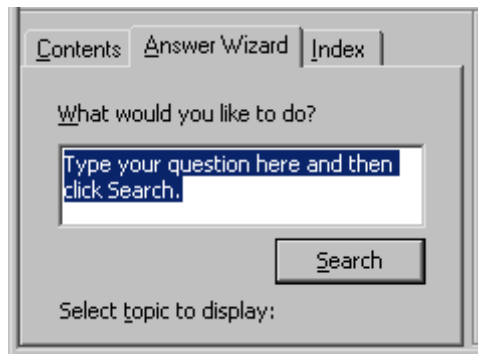 Contents Answer Wizard Index
What would you like to do?
Type your question here and then
click Search.
Search
Select topic to display: